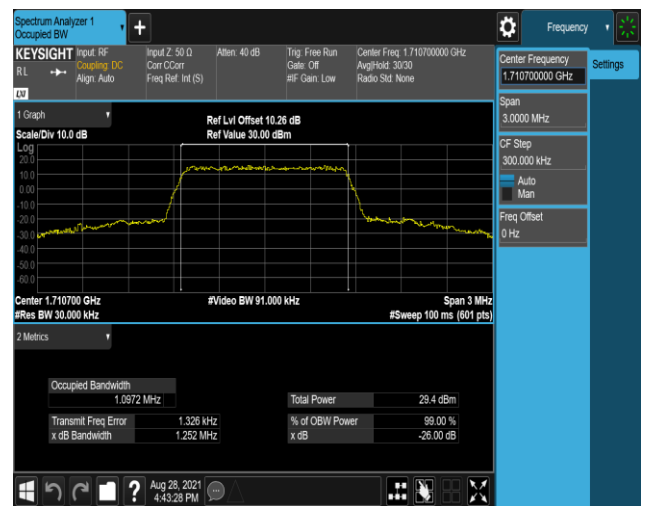 Spectrum Analyzer 1
Occupied BW
+
Frequency
KEYSIGHT
RL
LXI
Input: RF
Coupling: DC
Align: Auto
Input Z: 50 Ω
Corr CCorr
Freq Ref: Int (S)
Atten: 40 dB
Trig: Free Run
Gate: Off
#IF Gain: Low
Center Freq: 1.710700000 GHz
Avg|Hold: 30/30
Radio Std: None
Center Frequency
1.710700000 GHz
Settings
Span
3.0000 MHz
CF Step
300.000 kHz
Auto
Man
Freq Offset
0 Hz
1 Graph
Scale/Div 10.0 dB
Ref Lvl Offset 10.26 dB
Ref Value 30.00 dBm
Log
20.0
10.0
0.00
-10.0
-20.0
-30.0
-40.0
-50.0
-60.0
Center 1.710700 GHz
#Video BW 91.000 kHz
Span 3 MHz
#Res BW 30.000 kHz
#Sweep 100 ms (601 pts)
2 Metrics
Occupied Bandwidth
1.0972 MHz
Total Power 29.4 dBm
Transmit Freq Error 1.326 kHz
% of OBW Power 99.00 %
x dB Bandwidth 1.252 MHz
x dB -26.00 dB
?
Aug 28, 2021
4:43:28 PM